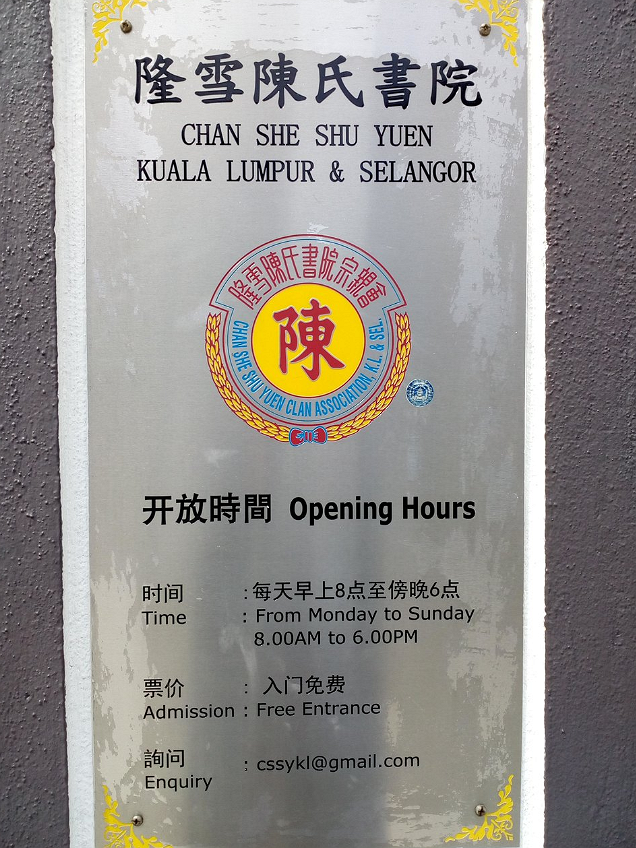 隆雪陳氏書院
CHAN SHE SHU YUEN
KUALA LUMPUR & SELANGOR
隆雪陳氏書院宗親會
陳
CHAN SHE SHU YUEN CLAN ASSOCIATION, K.L. & SEL.
开放時間 Opening Hours
时间 : 每天早上8点至傍晚6点
Time : From Monday to Sunday
8.00AM to 6.00PM
票价 : 入门免费
Admission : Free Entrance
詢问
Enquiry : cssykl@gmail.com